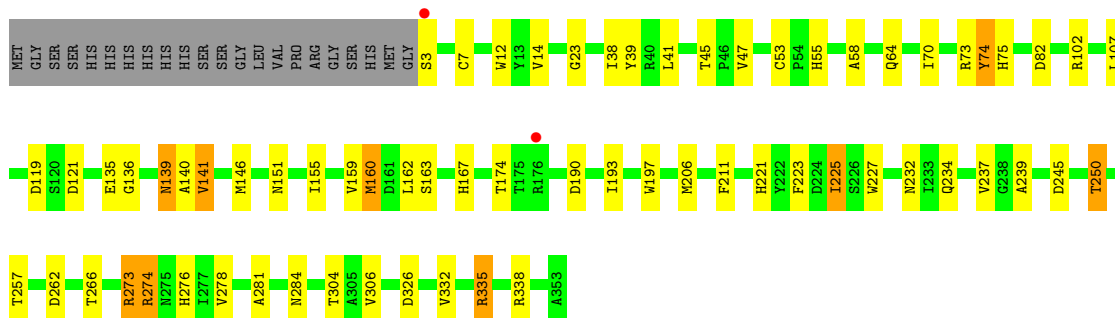 MET GLY SER SER HIS HIS HIS HIS HIS HIS SER SER GLY LEU VAL PRO ARG GLY SER HIS MET GLY S3 C7 W12 Y13 V14 G23 I38 Y39 R40 L41 T45 P46 V47 C53 P54 H55 A58 Q64 I70 R73 Y74 H75 D82 R102 L107
D119 S120 D121 E135 G136 N139 A140 V141 M146 N151 I155 V159 M160 D161 L162 S163 H167 T174 T175 R176 D190 I193 W197 M206 F211 H221 V222 F223 D224 I225 S226 W227 N232 I233 Q234 V237 G238 A239 D245 T250
T257 D262 T266 R273 R274 N275 H276 I277 V278 A281 N284 T304 A305 V306 D326 V332 R335 R338 A353